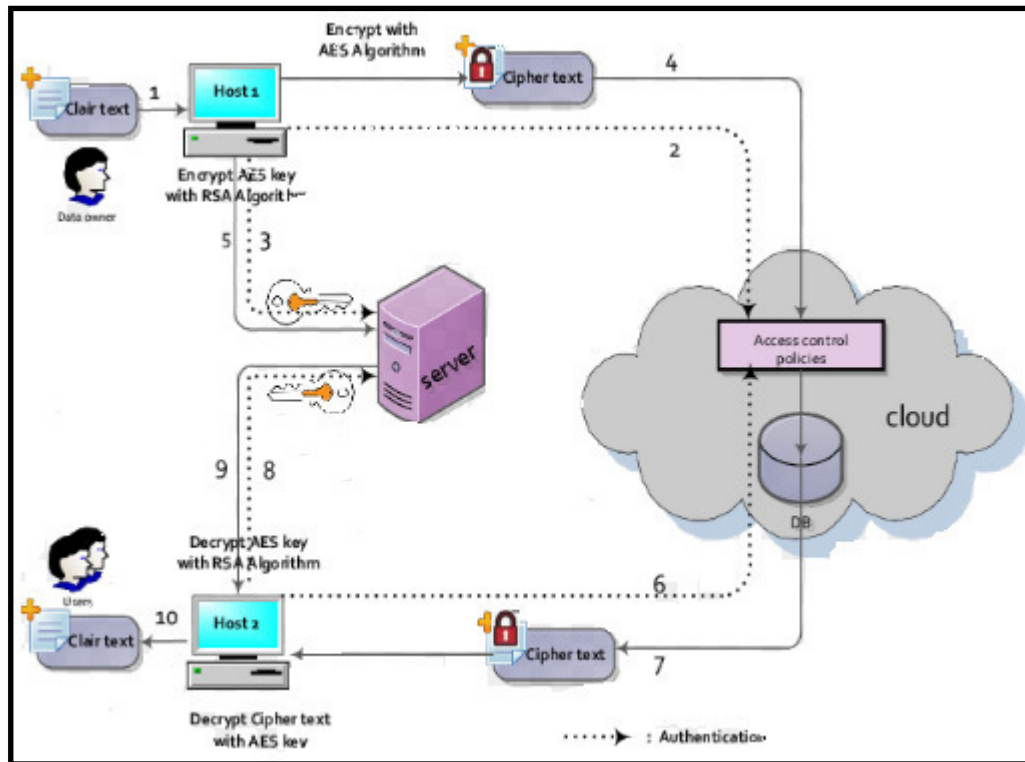 Encrypt with
AES Algorithm
Cipher text
4
Clair text
1
Host 1
2
Data owner
Encrypt AES key
with RSA Algorithm
5
3
server
Access control
policies
cloud
DB
9
8
Decrypt AES key
with RSA Algorithm
Users
6
Clair text
10
Host 2
Cipher text
7
Decrypt Cipher text
with AES key
: Authentication